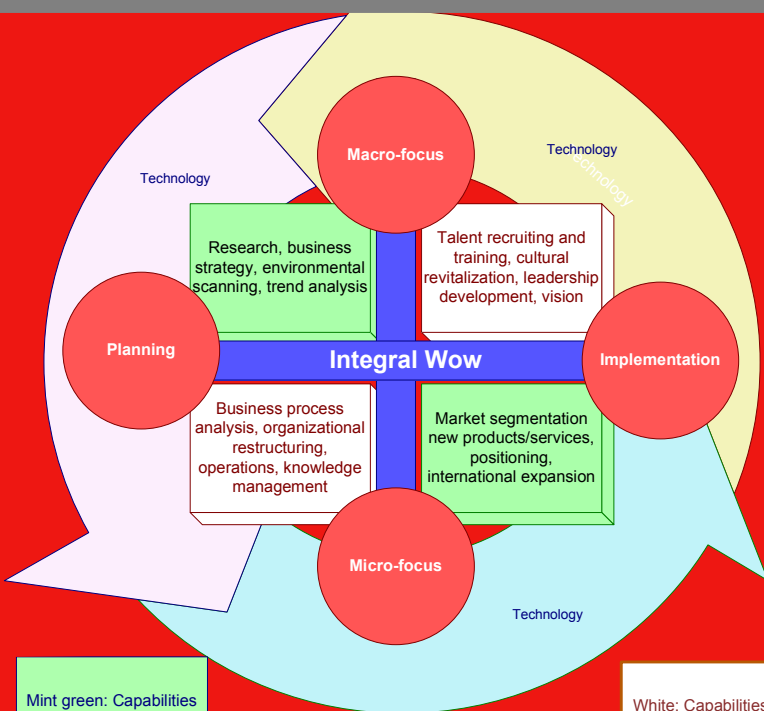 Macro-focus
Technology
Technology
Technology
Research, business
strategy, environmental
scanning, trend analysis
Talent recruiting and
training, cultural
revitalization, leadership
development, vision
Planning
Integral Wow
Implementation
Business process
analysis, organizational
restructuring,
operations, knowledge
management
Market segmentation
new products/services,
positioning,
international expansion
Micro-focus
Technology
Mint green: Capabilities
White: Capabilities